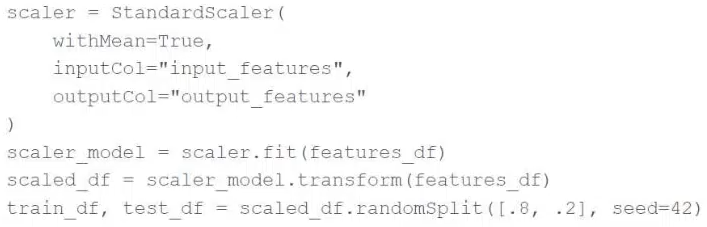 scaler = StandardScaler(
    withMean=True,
    inputCol="input_features",
    outputCol="output_features"
)
scaler_model = scaler.fit(features_df)
scaled_df = scaler_model.transform(features_df)
train_df, test_df = scaled_df.randomSplit([.8, .2], seed=42)